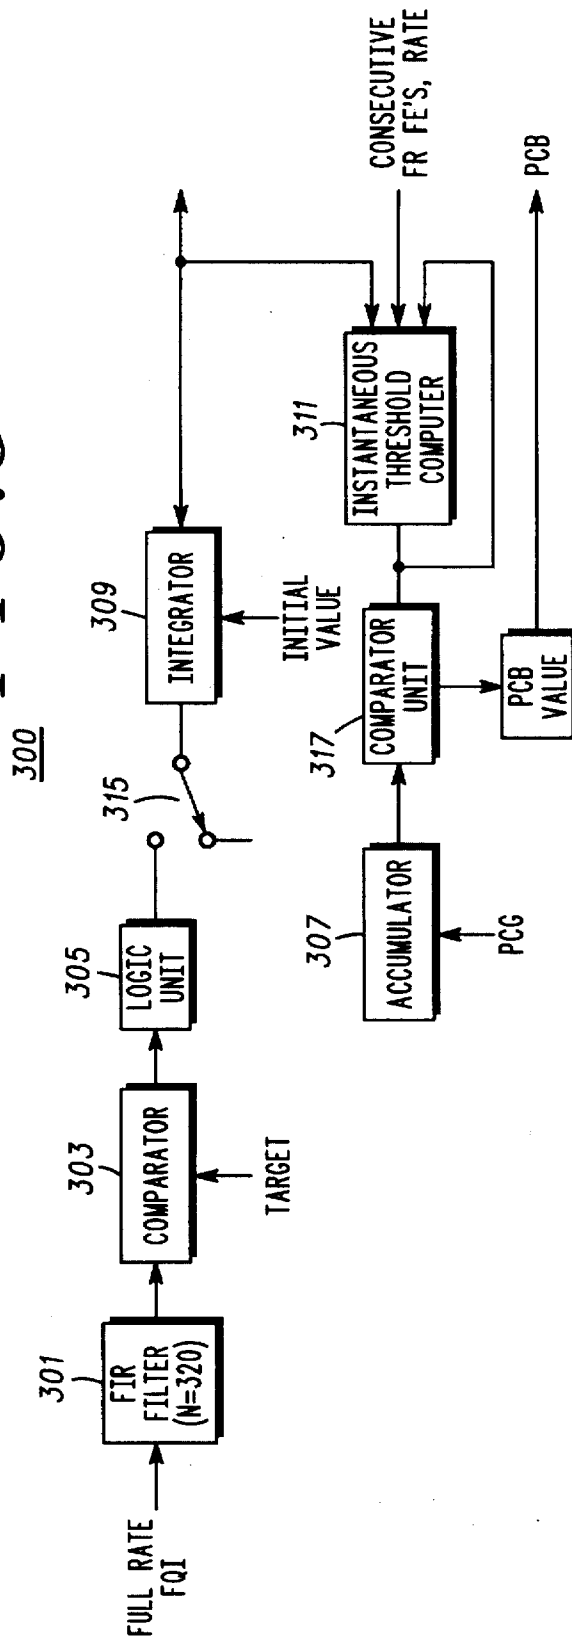 300
FULL RATE
FQI
301
FIR
FILTER
(N=320)
303
COMPARATOR
TARGET
305
LOGIC
UNIT
315
309
INTEGRATOR
INITIAL
VALUE
307
ACCUMULATOR
PCG
317
COMPARATOR
UNIT
311
INSTANTANEOUS
THRESHOLD
COMPUTER
CONSECUTIVE
FR FE'S, RATE
PCB
VALUE
PCB